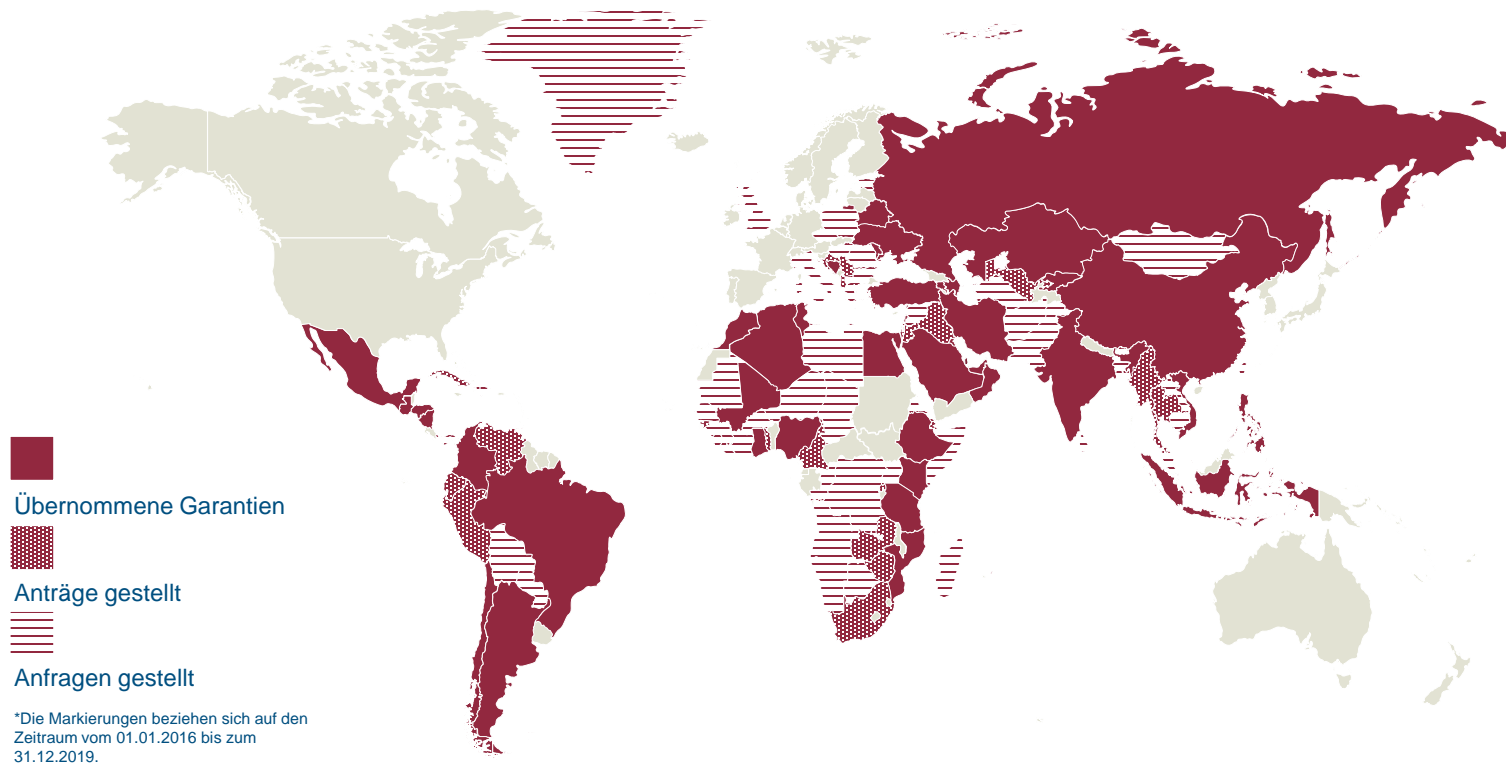 Übernommene Garantien
Anträge gestellt
Anfragen gestellt
*Die Markierungen beziehen sich auf den
Zeitraum vom 01.01.2016 bis zum
31.12.2019.